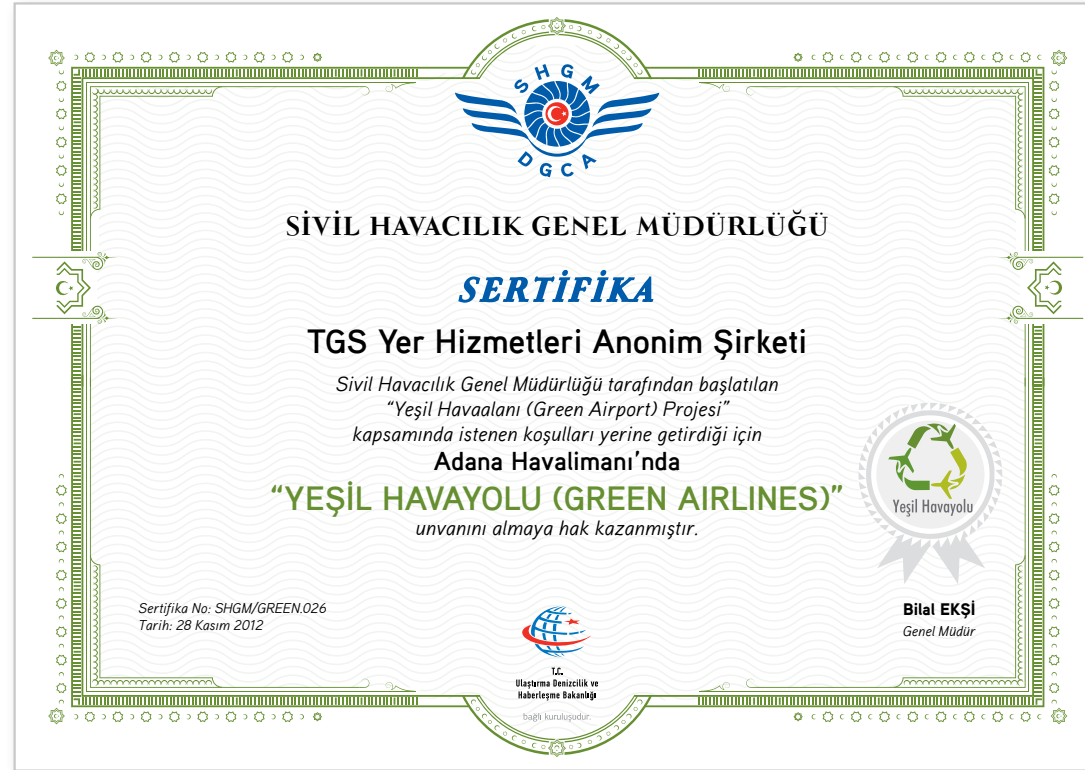 SHGM
DGCA
SİVİL HAVACILIK GENEL MÜDÜRLÜĞÜ
SERTİFİKA
TGS Yer Hizmetleri Anonim Şirketi
Sivil Havacılık Genel Müdürlüğü tarafından başlatılan
“Yeşil Havaalanı (Green Airport) Projesi”
kapsamında istenen koşulları yerine getirdiği için
Adana Havalimanı’nda
“YEŞİL HAVAYOLU (GREEN AIRLINES)”
unvanını almaya hak kazanmıştır.
Yeşil Havayolu
Sertifika No: SHGM/GREEN.026
Tarih: 28 Kasım 2012
Bilal EKŞİ
Genel Müdür
T.C.
Ulaştırma Denizcilik ve
Haberleşme Bakanlığı
bağlı kuruluşudur.